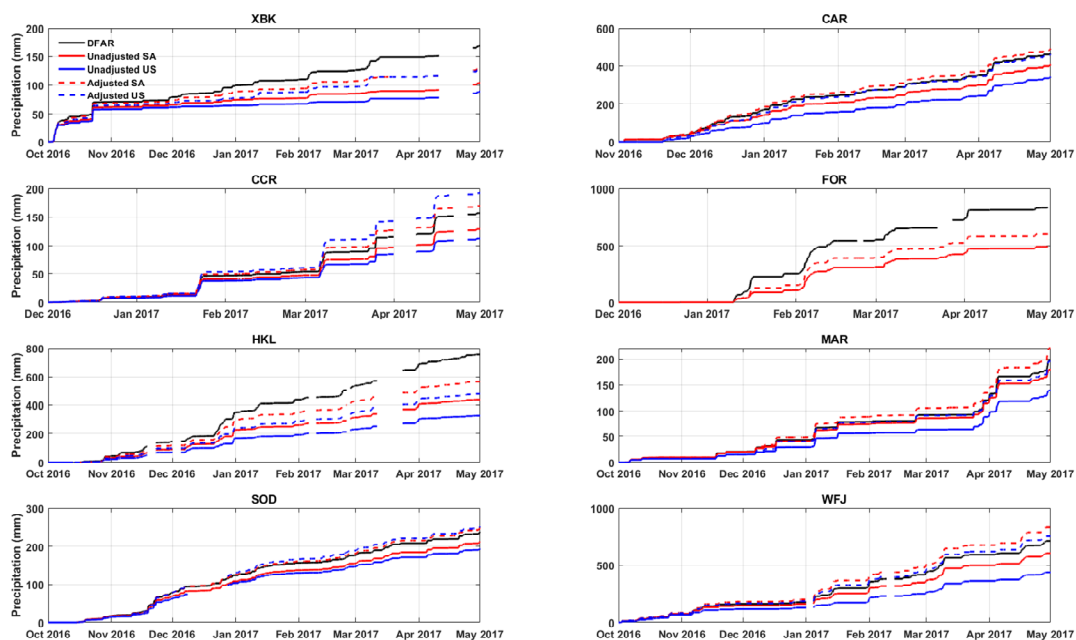 XBK
Precipitation (mm)
200
150
100
50
0
DFAR
Unadjusted SA
Unadjusted US
Adjusted SA
Adjusted US
Oct 2016 Nov 2016 Dec 2016 Jan 2017 Feb 2017 Mar 2017 Apr 2017 May 2017
CAR
600
400
200
0
Nov 2016 Dec 2016 Jan 2017 Feb 2017 Mar 2017 Apr 2017 May 2017
CCR
Precipitation (mm)
200
150
100
50
0
Dec 2016 Jan 2017 Feb 2017 Mar 2017 Apr 2017 May 2017
FOR
1000
500
0
Dec 2016 Jan 2017 Feb 2017 Mar 2017 Apr 2017 May 2017
HKL
Precipitation (mm)
800
600
400
200
0
Oct 2016 Nov 2016 Dec 2016 Jan 2017 Feb 2017 Mar 2017 Apr 2017 May 2017
MAR
200
150
100
50
0
Oct 2016 Nov 2016 Dec 2016 Jan 2017 Feb 2017 Mar 2017 Apr 2017 May 2017
SOD
Precipitation (mm)
300
200
100
0
Oct 2016 Nov 2016 Dec 2016 Jan 2017 Feb 2017 Mar 2017 Apr 2017 May 2017
WFJ
1000
500
0
Oct 2016 Nov 2016 Dec 2016 Jan 2017 Feb 2017 Mar 2017 Apr 2017 May 2017